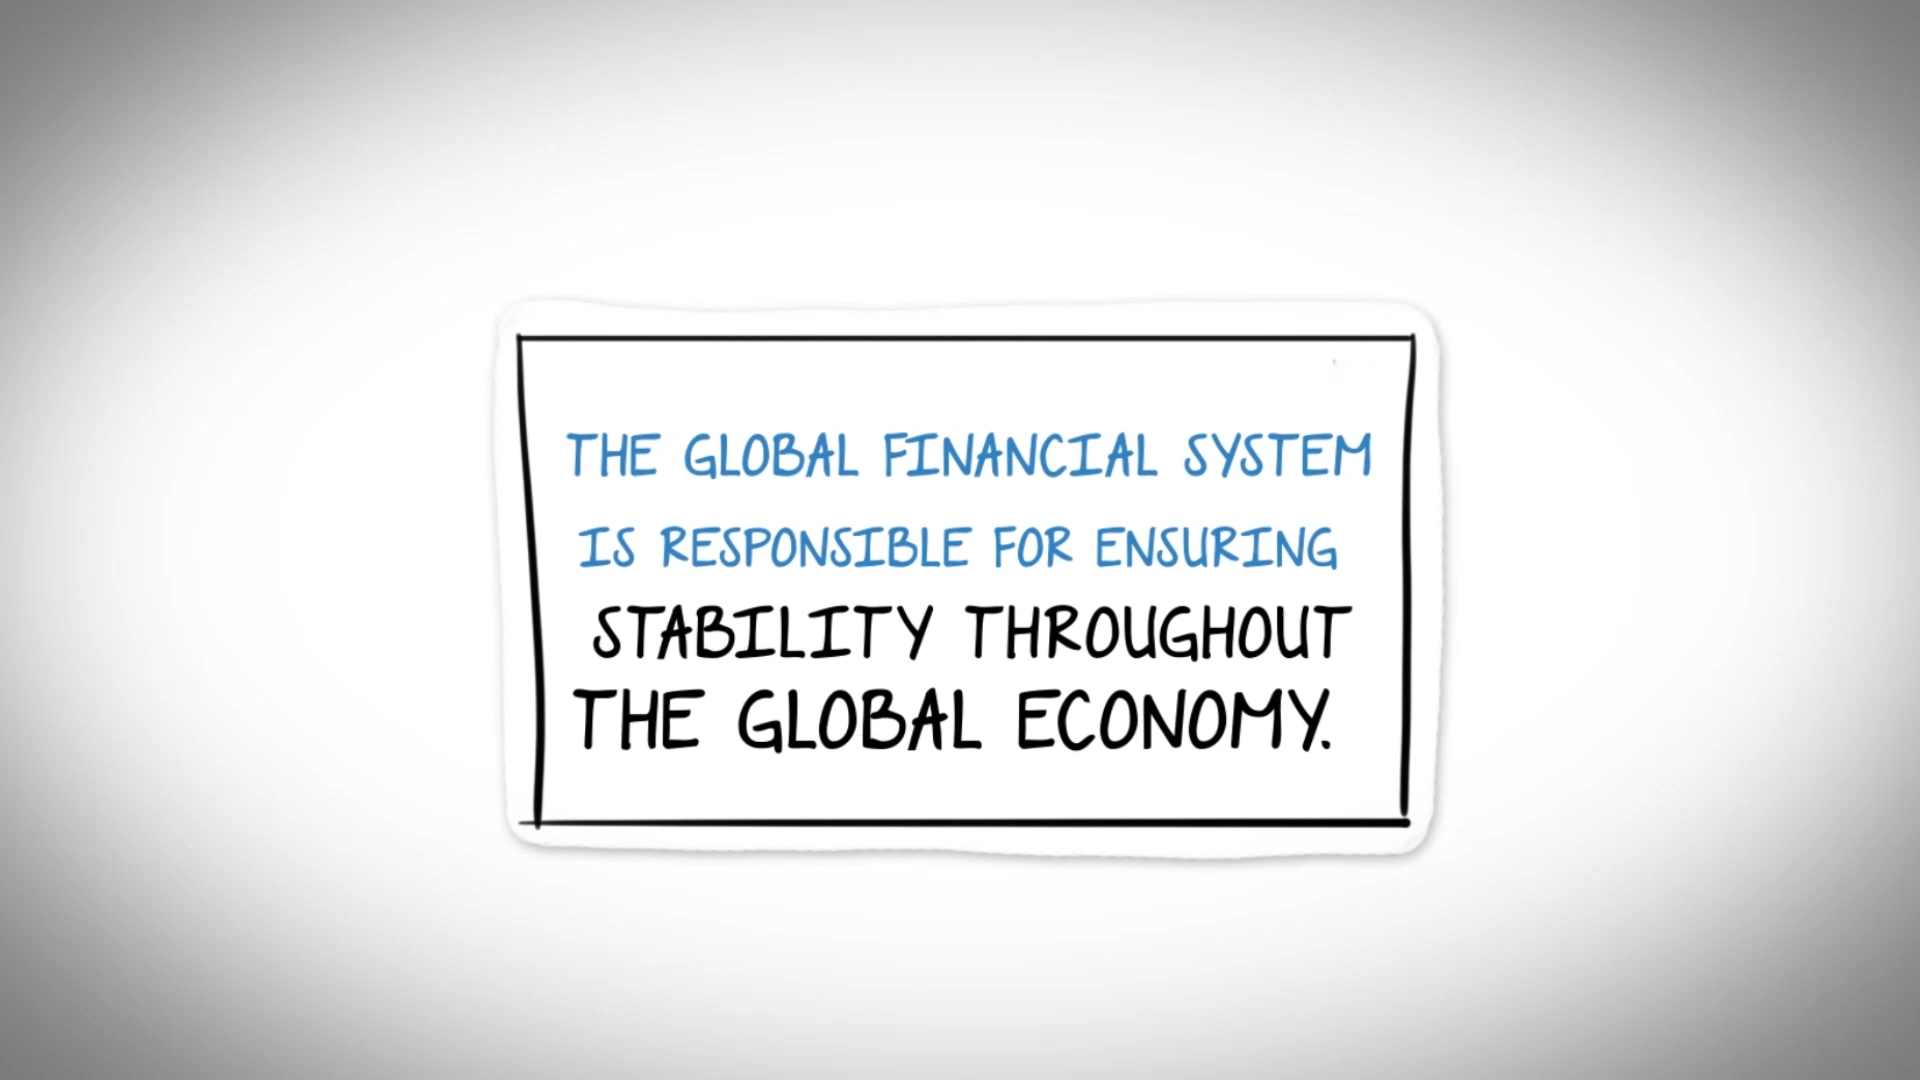 THE GLOBAL FINANCIAL SYSTEM
IS RESPONSIBLE FOR ENSURING
STABILITY THROUGHOUT
THE GLOBAL ECONOMY.